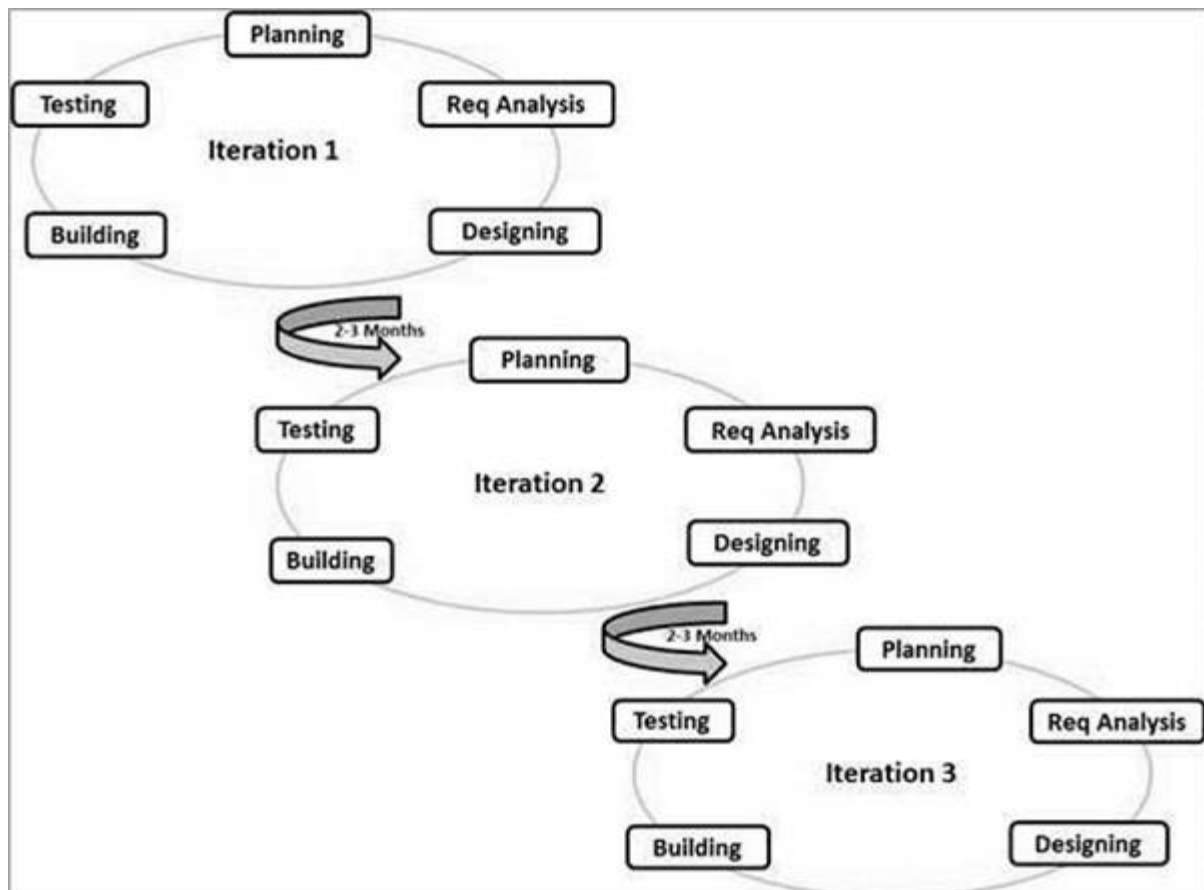 Planning
Testing
Req Analysis
Iteration 1
Building
Designing
2-3 Months
Planning
Testing
Req Analysis
Iteration 2
Building
Designing
2-3 Months
Planning
Testing
Req Analysis
Iteration 3
Building
Designing